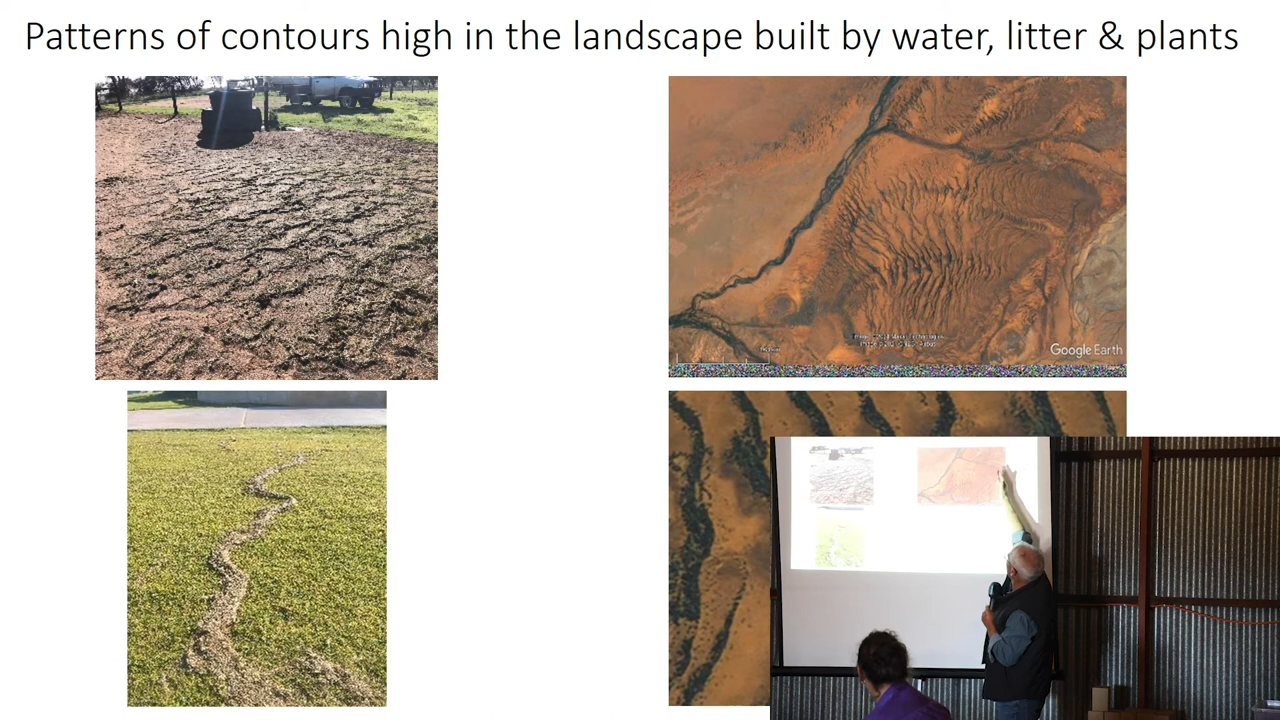 Patterns of contours high in the landscape built by water, litter & plants
Google Earth